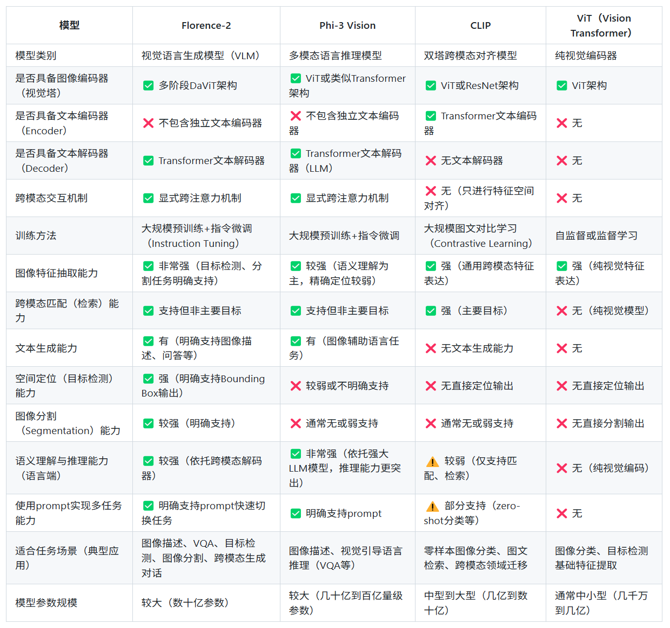 模型
Florence-2
Phi-3 Vision
CLIP
ViT（Vision
Transformer）
模型类别
视觉语言生成模型（VLM）
多模态语言推理模型
双塔跨模态对齐模型
纯视觉编码器
是否具备图像编码器
（视觉塔）
✅ 多阶段DaViT架构
✅ ViT或类似Transformer
架构
✅ ViT或ResNet架构
✅ ViT架构
是否具备文本编码器
（Encoder）
❌ 不包含独立文本编码器
❌ 不包含独立文本编码
器
✅ Transformer文本编码
器
❌ 无
是否具备文本解码器
（Decoder）
✅ Transformer文本解码器
✅ Transformer文本解码
器（LLM）
❌ 无文本解码器
❌ 无
跨模态交互机制
✅ 显式跨注意力机制
✅ 显式跨注意力机制
❌ 无（只进行特征空间
对齐）
❌ 无
训练方法
大规模预训练+指令微调
（Instruction Tuning）
大规模预训练+指令微调
大规模图文对比学习
（Contrastive Learning）
自监督或监督学习
图像特征抽取能力
✅ 非常强（目标检测、分
割任务明确支持）
✅ 较强（语义理解为
主，精确定位较弱）
✅ 强（通用跨模态特征
表达）
✅ 强（纯视觉特征
表达）
跨模态匹配（检索）能
力
✅ 支持但非主要目标
✅ 支持但非主要目标
✅ 强（主要目标）
❌ 无（纯视觉模型）
文本生成能力
✅ 有（明确支持图像描
述、问答等）
✅ 有（图像辅助语言任
务）
❌ 无文本生成能力
❌ 无
空间定位（目标检测）
能力
✅ 强（明确支持Bounding
Box输出）
❌ 较弱或不明确支持
❌ 无直接定位输出
❌ 无直接定位输出
图像分割
（Segmentation）能力
✅ 较强（明确支持）
❌ 通常无或弱支持
❌ 通常无或弱支持
❌ 无直接分割输出
语义理解与推理能力
（语言端）
✅ 较强（依托跨模态解码
器）
✅ 非常强（依托强大
LLM模型，推理能力更突
出）
⚠️ 较弱（仅支持匹
配、检索）
❌ 无（纯视觉编码）
使用prompt实现多任务
能力
✅ 明确支持prompt快速切
换任务
✅ 明确支持prompt
⚠️ 部分支持（zero-
shot分类等）
❌ 无
适合任务场景（典型应
用）
图像描述、VQA、目标检
测、图像分割、跨模态生成
对话
图像描述、视觉引导语言
推理（VQA等）
零样本图像分类、图文
检索、跨模态领域迁移
图像分类、目标检测
基础特征提取
模型参数规模
较大（数十亿参数）
较大（几十亿到百亿量级
参数）
中型到大型（几亿到数
十亿）
通常中小型（几千万
到几亿）